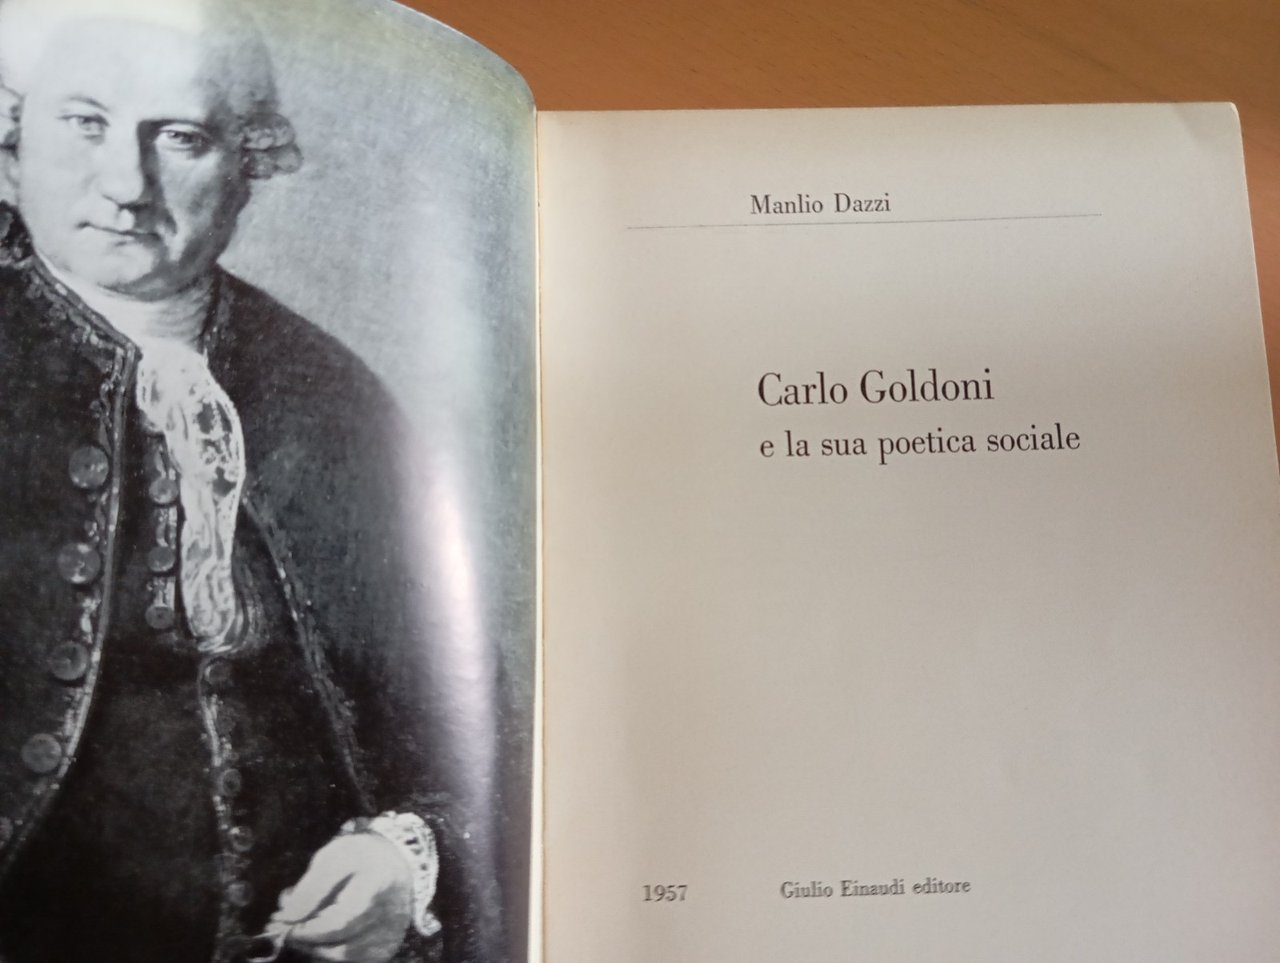 Manlio Dazzi
Carlo Goldoni
e la sua poetica sociale
1957 Giulio Einaudi editore